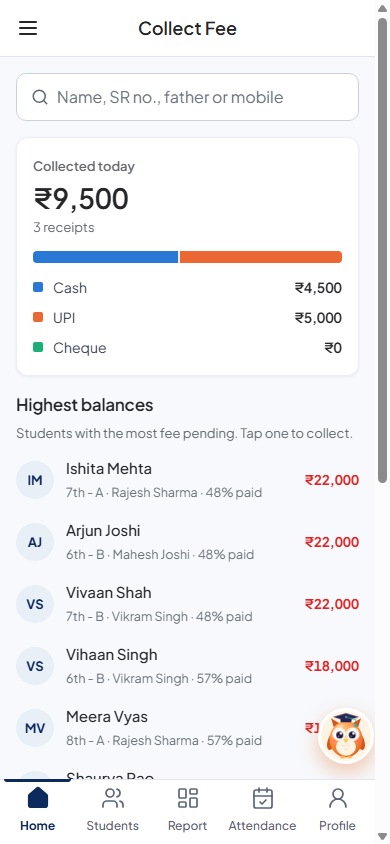 Collect Fee
Name, SR no., father or mobile
Collected today
₹9,500
3 receipts
Cash ₹4,500
UPI ₹5,000
Cheque ₹0
Highest balances
Students with the most fee pending. Tap one to collect.
IM Ishita Mehta ₹22,000
7th - A · Rajesh Sharma · 48% paid
AJ Arjun Joshi ₹22,000
6th - B · Mahesh Joshi · 48% paid
VS Vivaan Shah ₹22,000
7th - B · Vikram Singh · 48% paid
VS Vihaan Singh ₹18,000
6th - B · Vikram Singh · 57% paid
MV Meera Vyas
8th - A · Rajesh Sharma · 57% paid
Shaurya Rao
Home Students Report Attendance Profile